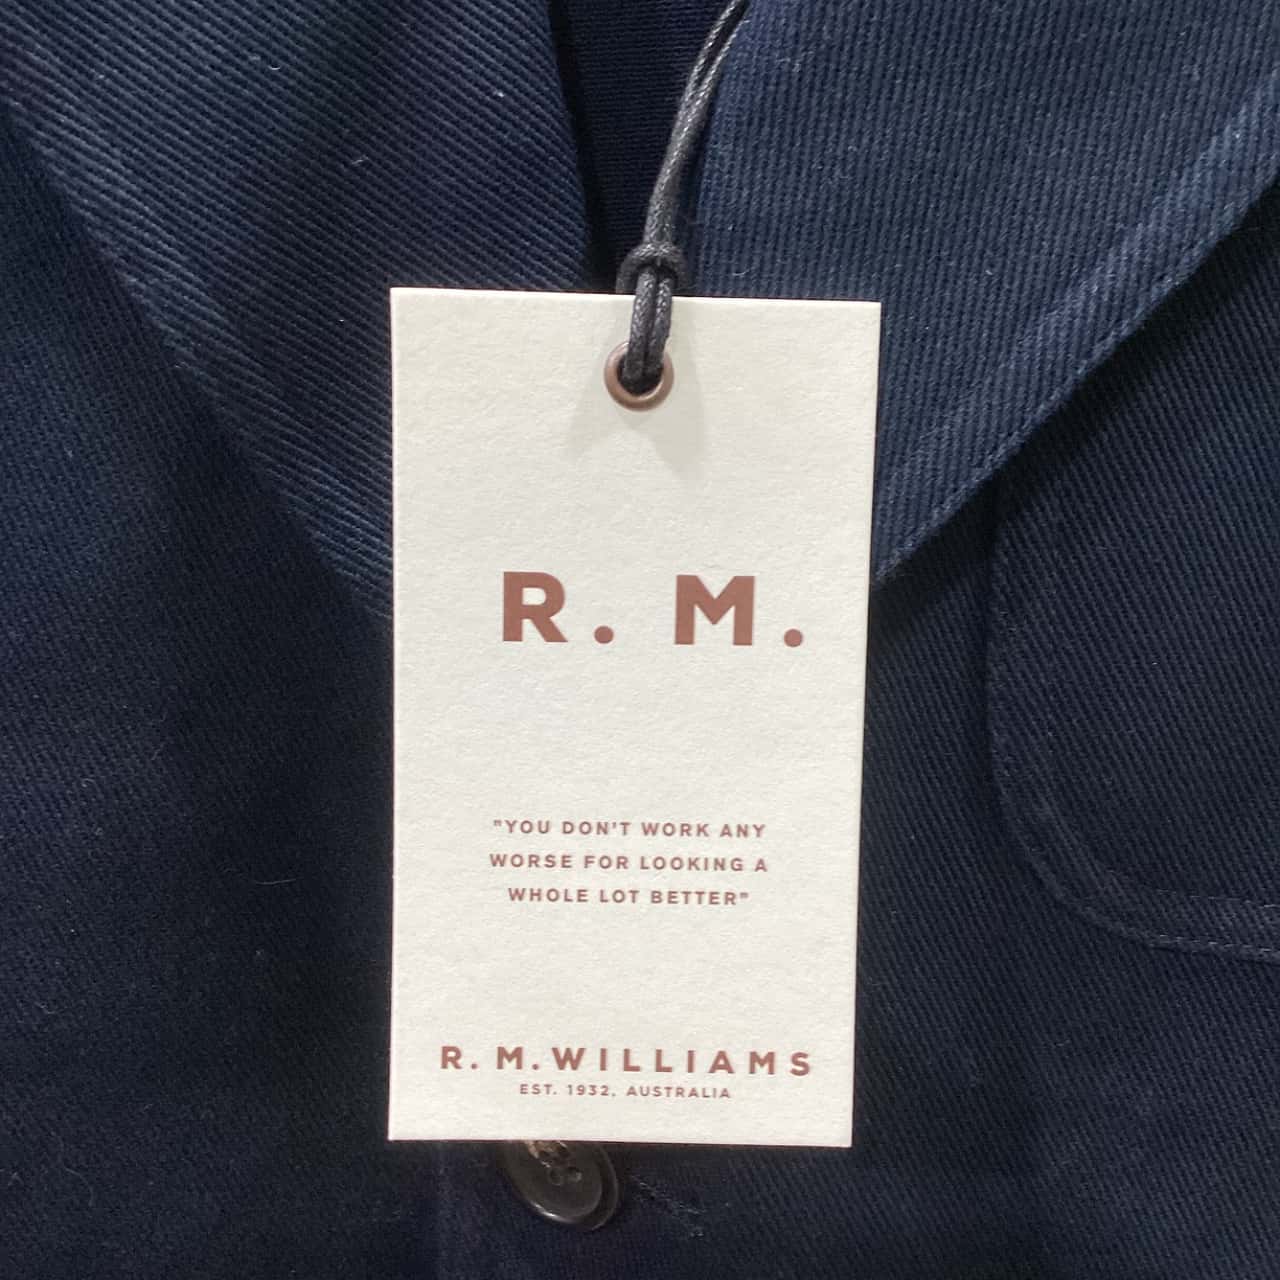 R. M.
"YOU DON'T WORK ANY
WORSE FOR LOOKING A
WHOLE LOT BETTER"
R.M.WILLIAMS
EST. 1932, AUSTRALIA